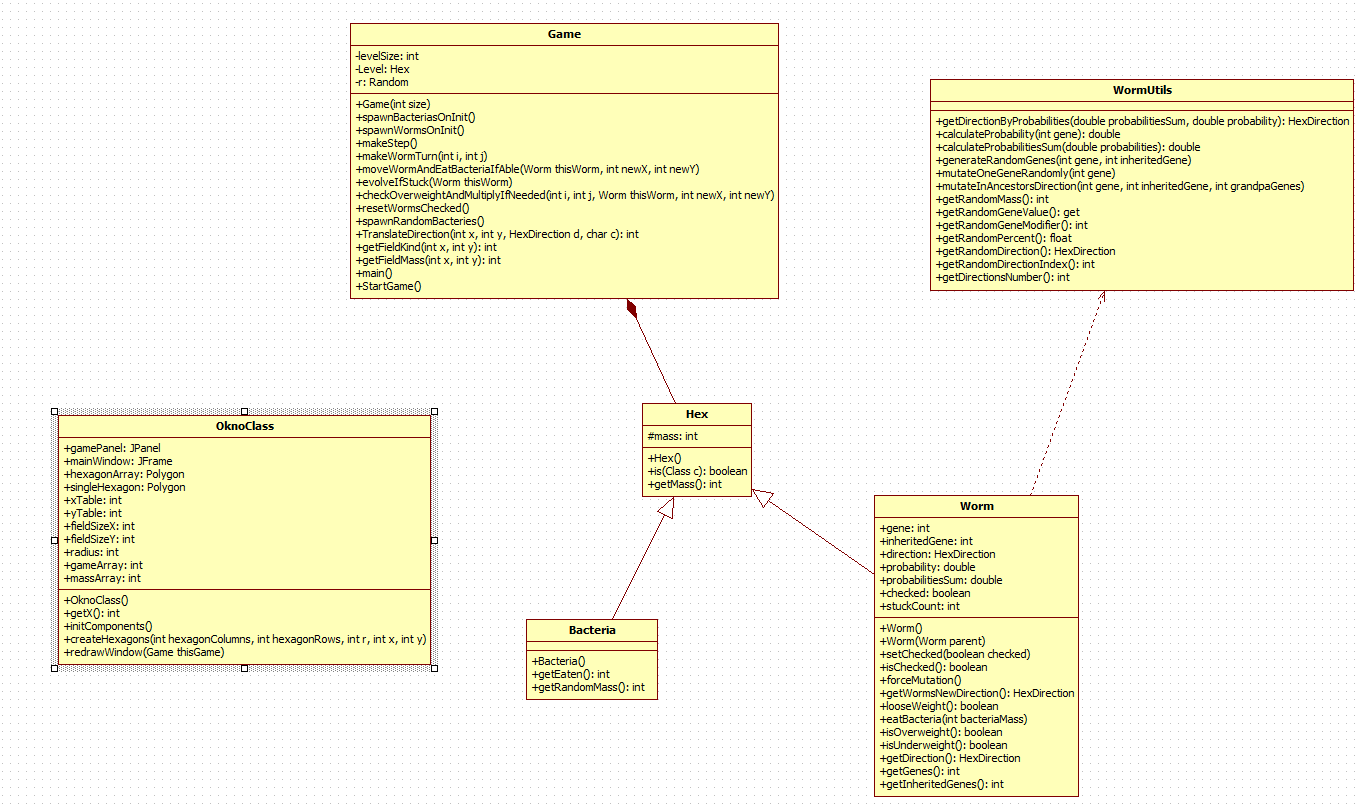 Game
-levelSize: int
-Level: Hex
-r: Random
+Game(int size)
+spawnBacteriasOnInit()
+spawnWormsOnInit()
+makeStep()
+makeWormTurn(int i, int j)
+moveWormAndEatBacteriaIfAble(Worm thisWorm, int newX, int newY)
+evolveIfStuck(Worm thisWorm)
+checkOverweightAndMultiplyIfNeeded(int i, int j, Worm thisWorm, int newX, int newY)
+resetWormsChecked()
+spawnRandomBacteries()
+TranslateDirection(int x, int y, HexDirection d, char c): int
+getFieldKind(int x, int y): int
+getFieldMass(int x, int y): int
+main()
+StartGame()
WormUtils
+getDirectionByProbabilities(double probabilitiesSum, double probability): HexDirection
+calculateProbability(int gene): double
+calculateProbabilitiesSum(double probabilities): double
+generateRandomGenes(int gene, int inheritedGene)
+mutateOneGeneRandomly(int gene)
+mutateInAncestorsDirection(int gene, int inheritedGene, int grandpaGenes)
+getRandomMass(): int
+getRandomGeneValue(): get
+getRandomGeneModifier(): int
+getRandomPercent(): float
+getRandomDirection(): HexDirection
+getRandomDirectionIndex(): int
+getDirectionsNumber(): int
OknoClass
+gamePanel: JPanel
+mainWindow: JFrame
+hexagonArray: Polygon
+singleHexagon: Polygon
+xTable: int
+yTable: int
+fieldSizeX: int
+fieldSizeY: int
+radius: int
+gameArray: int
+massArray: int
+OknoClass()
+getX(): int
+initComponents()
+createHexagons(int hexagonColumns, int hexagonRows, int r, int x, int y)
+redrawWindow(Game thisGame)
Hex
#mass: int
+Hex()
+is(Class c): boolean
+getMass(): int
Bacteria
+Bacteria()
+getEaten(): int
+getRandomMass(): int
Worm
+gene: int
+inheritedGene: int
+direction: HexDirection
+probability: double
+probabilitiesSum: double
+checked: boolean
+stuckCount: int
+Worm()
+Worm(Worm parent)
+setChecked(boolean checked)
+isChecked(): boolean
+forceMutation()
+getWormsNewDirection(): HexDirection
+looseWeight(): boolean
+eatBacteria(int bacteriaMass)
+isOverweight(): boolean
+isUnderweight(): boolean
+getDirection(): HexDirection
+getGenes(): int
+getInheritedGenes(): int